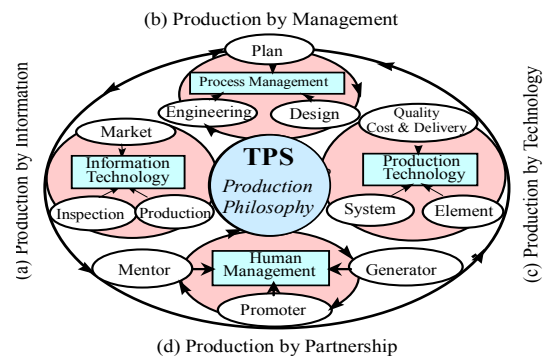 (b) Production by Management
Plan
Process Management
Engineering
Design
(a) Production by Information
Market
Information
Technology
Inspection
Production
TPS
Production
Philosophy
Quality
Cost & Delivery
Production
Technology
System
Element
(c) Production by Technology
Mentor
Human
Management
Generator
Promoter
(d) Production by Partnership